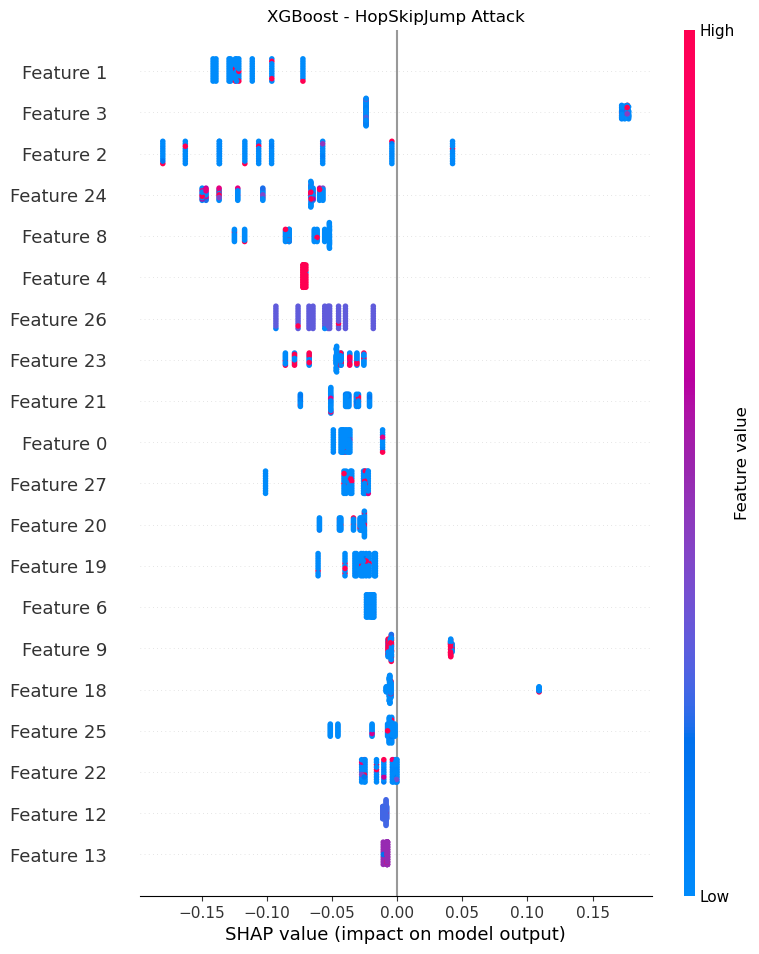 XGBoost - HopSkipJump Attack
High
Feature 1
Feature 3
Feature 2
Feature 24
Feature 8
Feature 4
Feature 26
Feature 23
Feature 21
Feature 0
Feature 27
Feature 20
Feature 19
Feature 6
Feature 9
Feature 18
Feature 25
Feature 22
Feature 12
Feature 13
Feature value
Low
−0.15 −0.10 −0.05 0.00 0.05 0.10 0.15
SHAP value (impact on model output)